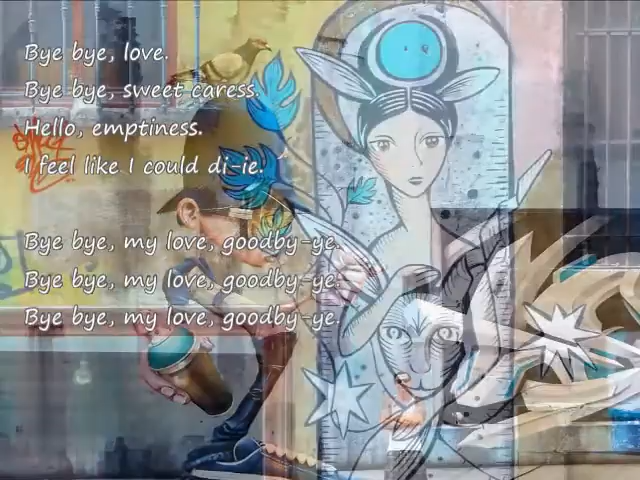 Bye bye, love.
Bye bye, sweet caress.
Hello, emptiness.
I feel like I could di-ie.
Bye bye, my love, goodby-ye.
Bye bye, my love, goodby-ye.
Bye bye, my love, goodby-ye.